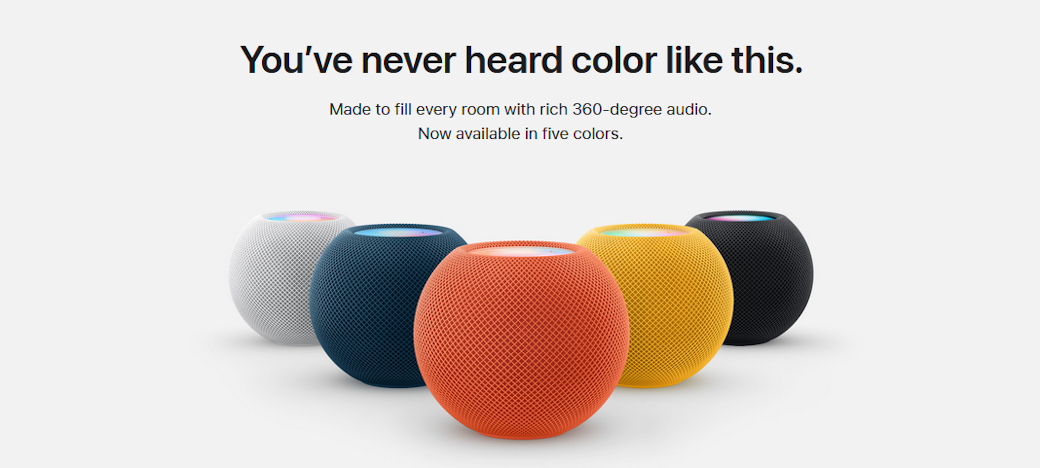 You’ve never heard color like this.
Made to fill every room with rich 360-degree audio.
Now available in five colors.